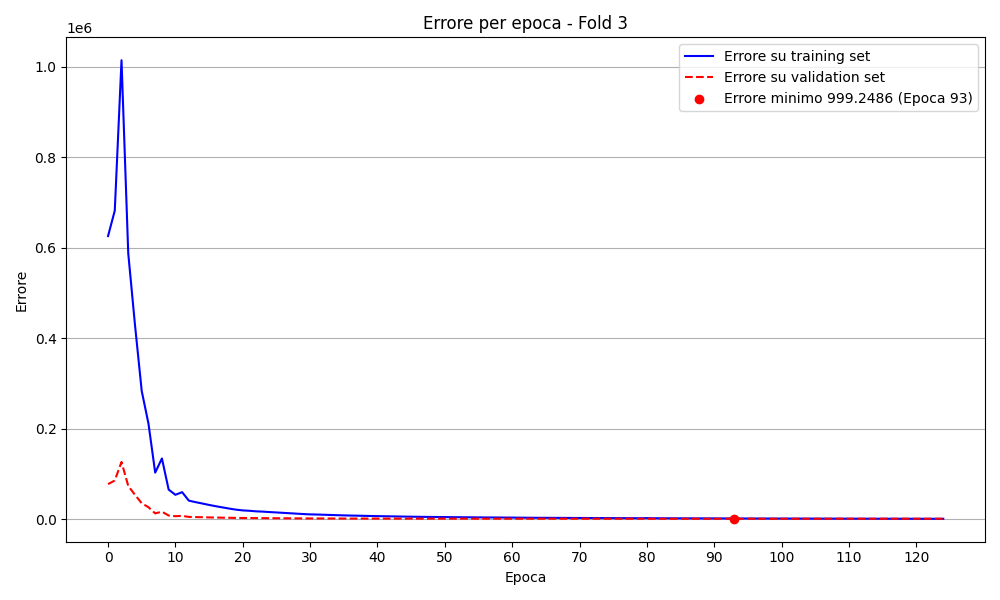 Errore per epoca - Fold 3
1e6
Errore su training set
Errore su validation set
Errore minimo 999.2486 (Epoca 93)
1.0
0.8
0.6
0.4
0.2
0.0
Errore
0 10 20 30 40 50 60 70 80 90 100 110 120
Epoca